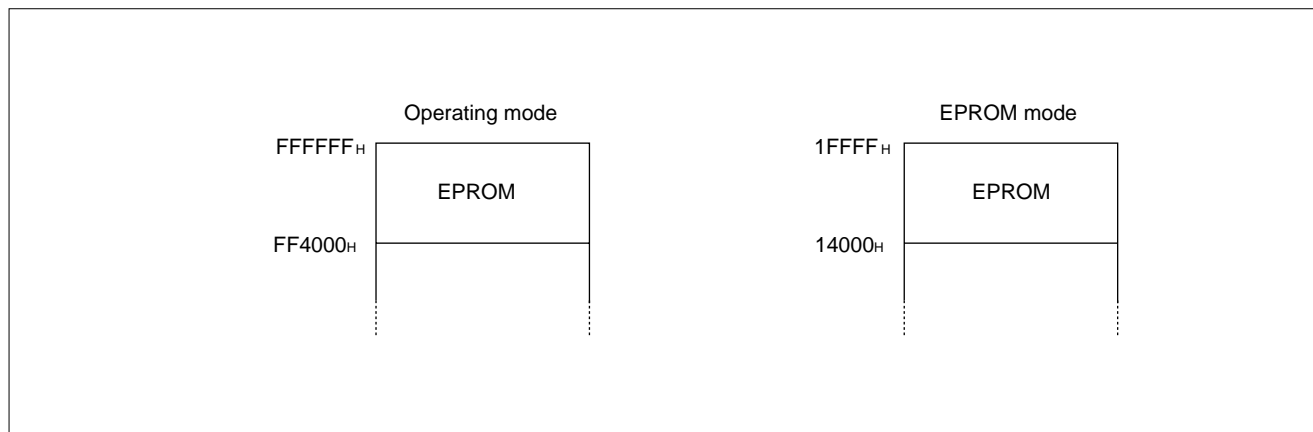 Operating mode
FFFFFFH
EPROM
FF4000H
EPROM mode
1FFFFH
EPROM
14000H